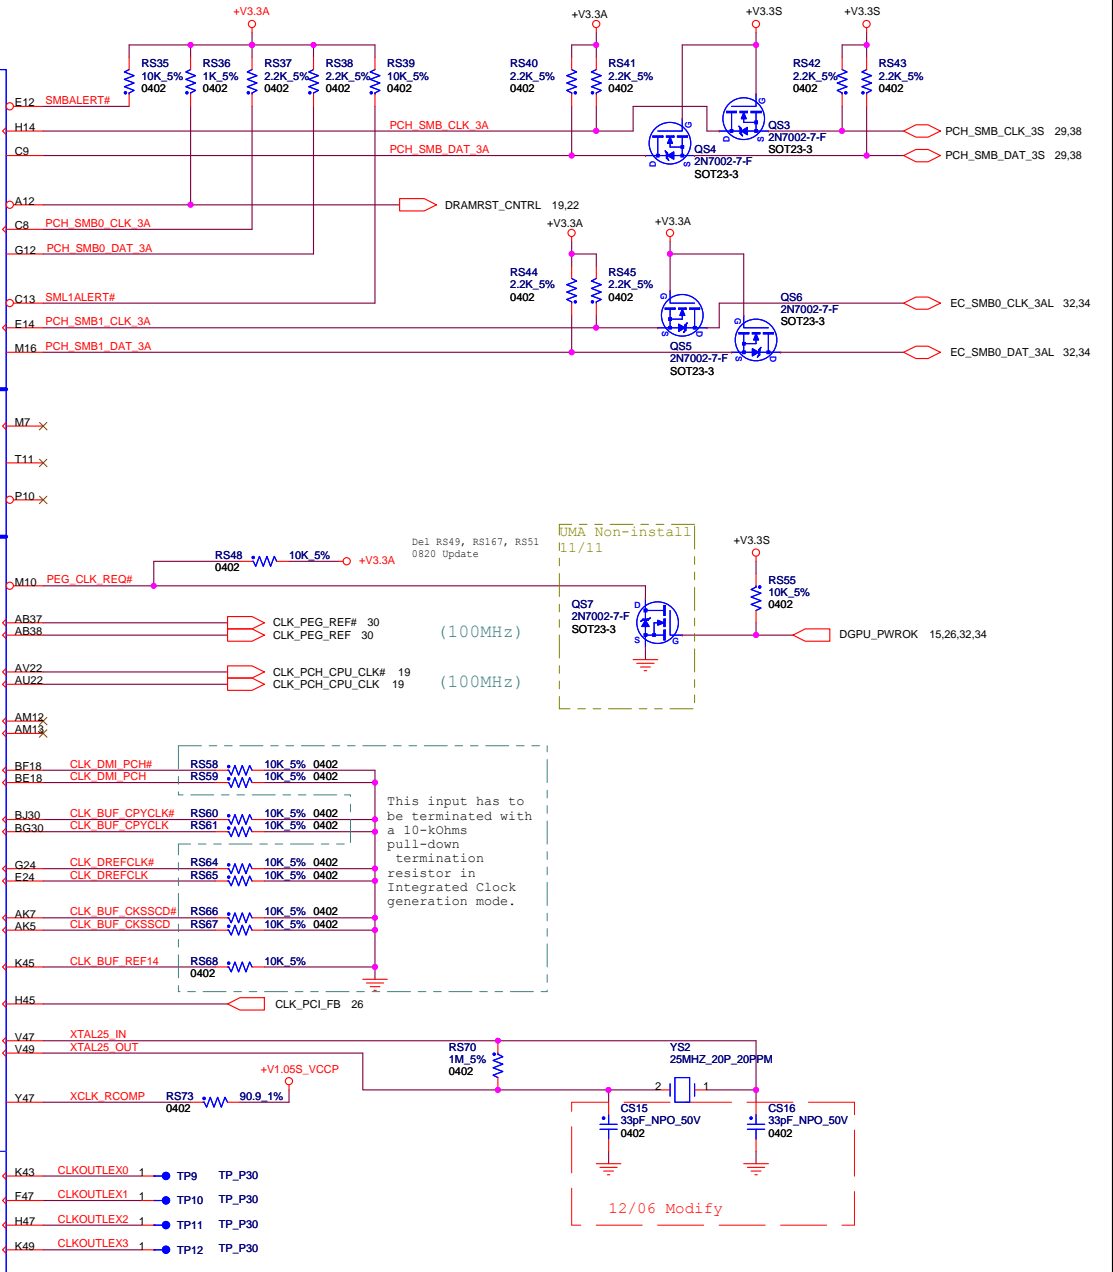 +V3.3A
+V3.3A
+V3.3S
+V3.3S
RS35
10K_5%
0402
RS36
1K_5%
0402
RS37
2.2K_5%
0402
RS38
2.2K_5%
0402
RS39
10K_5%
0402
RS40
2.2K_5%
0402
RS41
2.2K_5%
0402
RS42
2.2K_5%
0402
RS43
2.2K_5%
0402
E12 SMBALERT#
H14 PCH_SMB_CLK_3A
C9 PCH_SMB_DAT_3A
G
D
S
QS3
2N7002-7-F
SOT23-3
G
D
S
QS4
2N7002-7-F
SOT23-3
PCH_SMB_CLK_3S 29,38
PCH_SMB_DAT_3S 29,38
A12
DRAMRST_CNTRL 19,22
C8 PCH_SMB0_CLK_3A
G12 PCH_SMB0_DAT_3A
+V3.3A
+V3.3A
RS44
2.2K_5%
0402
RS45
2.2K_5%
0402
C13 SML1ALERT#
E14 PCH_SMB1_CLK_3A
M16 PCH_SMB1_DAT_3A
G
S
D
QS5
2N7002-7-F
SOT23-3
QS6
2N7002-7-F
SOT23-3
G
S
D
EC_SMB0_CLK_3AL 32,34
EC_SMB0_DAT_3AL 32,34
M7
T11
P10
RS48
0402
10K_5%
+V3.3A
Del RS49, RS167, RS51
0820 Update
UMA Non-install
11/11
+V3.3S
RS55
10K_5%
0402
M10 PEG_CLK_REQ#
QS7
2N7002-7-F
SOT23-3
D
S
G
DGPU_PWROK 15,26,32,34
AB37
CLK_PEG_REF# 30
AB38
CLK_PEG_REF 30
(100MHz)
AV22
CLK_PCH_CPU_CLK# 19
AU22
CLK_PCH_CPU_CLK 19
(100MHz)
AM12
AM13
BF18 CLK_DMI_PCH# RS58 10K_5% 0402
BE18 CLK_DMI_PCH RS59 10K_5% 0402
BJ30 CLK_BUF_CPYCLK# RS60 10K_5% 0402
BG30 CLK_BUF_CPYCLK RS61 10K_5% 0402
G24 CLK_DREFCLK# RS64 10K_5% 0402
E24 CLK_DREFCLK RS65 10K_5% 0402
AK7 CLK_BUF_CKSSCD# RS66 10K_5% 0402
AK5 CLK_BUF_CKSSCD RS67 10K_5% 0402
K45 CLK_BUF_REF14 RS68 10K_5%
0402
This input has to
be terminated with
a 10-kOhms
pull-down
termination
resistor in
Integrated Clock
generation mode.
H45
CLK_PCI_FB 26
V47 XTAL25_IN
V49 XTAL25_OUT
RS70
1M_5%
0402
YS2
25MHZ_20P_20PPM
2
1
+V1.05S_VCCP
Y47 XCLK_RCOMP RS73 90.9_1%
0402
CS15
33pF_NPO_50V
0402
CS16
33pF_NPO_50V
0402
12/06 Modify
K43 CLKOUTLEX0 1 TP9 TP_P30
F47 CLKOUTLEX1 1 TP10 TP_P30
H47 CLKOUTLEX2 1 TP11 TP_P30
K49 CLKOUTLEX3 1 TP12 TP_P30